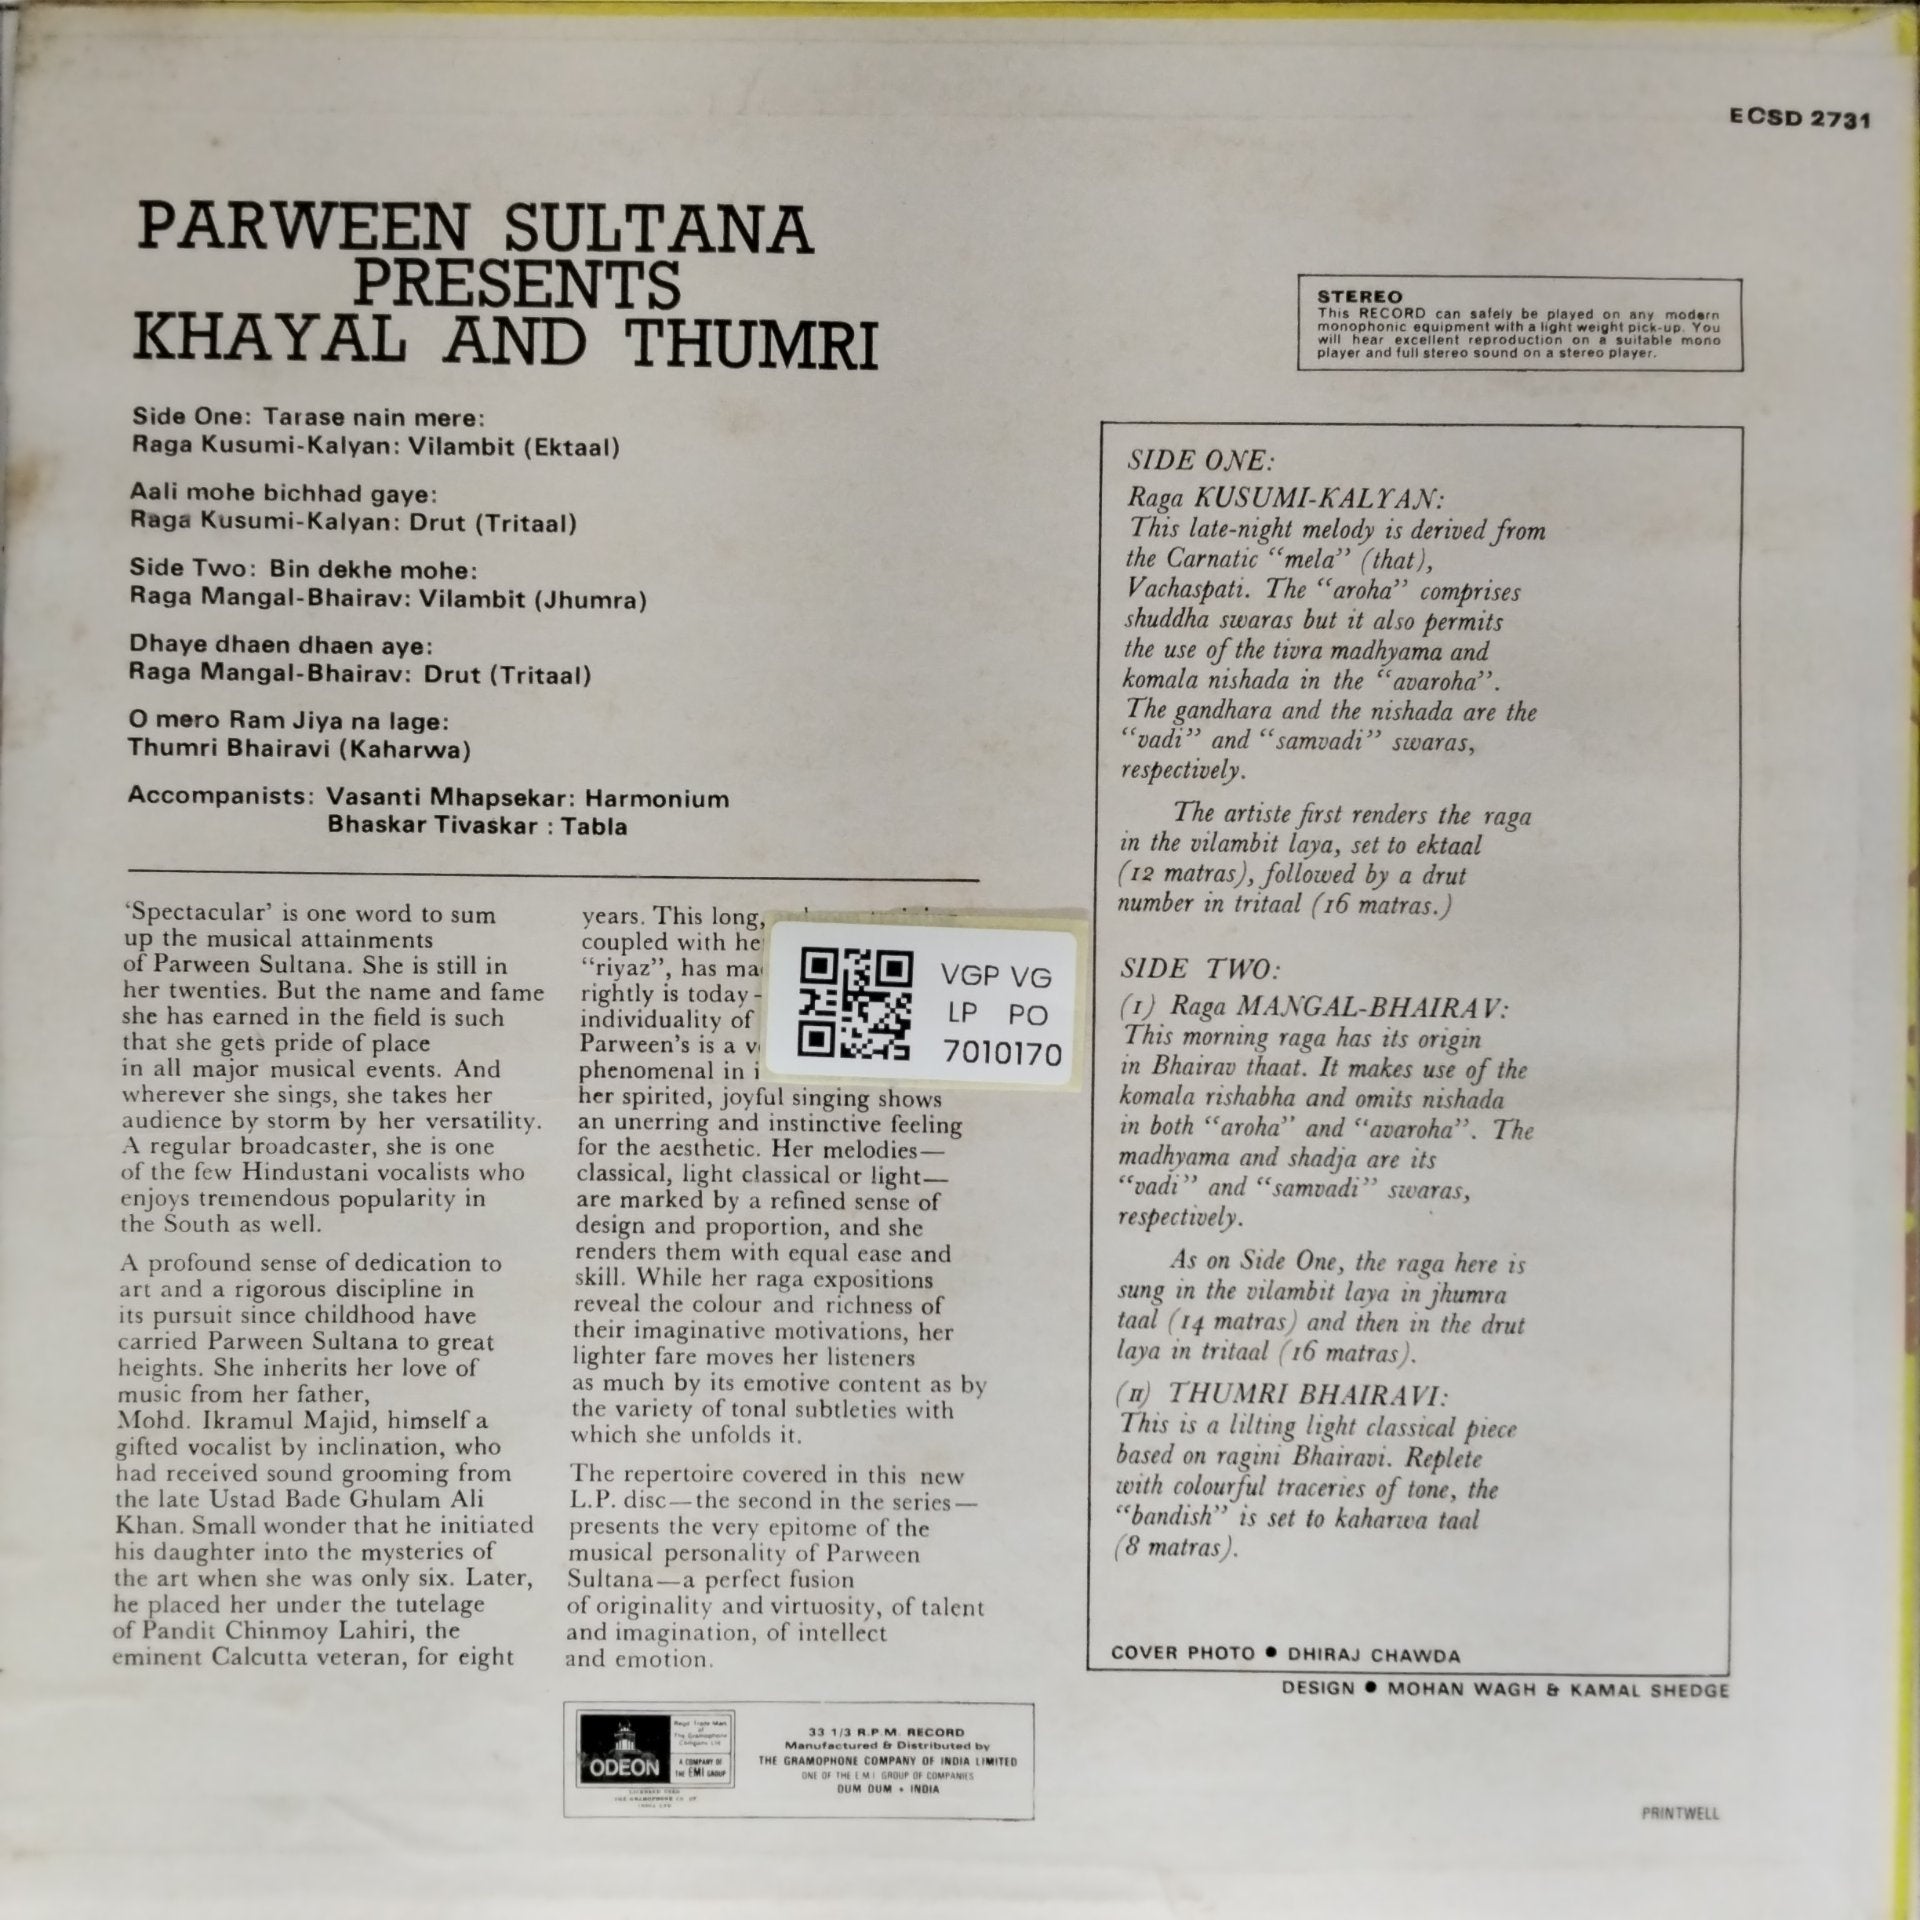 ECSD 2731
PARWEEN SULTANA
PRESENTS
KHAYAL AND THUMRI
Side One: Tarase nain mere:
Raga Kusumi-Kalyan: Vilambit (Ektaal)
Aali mohe bichhad gaye:
Raga Kusumi-Kalyan: Drut (Tritaal)
Side Two: Bin dekhe mohe:
Raga Mangal-Bhairav: Vilambit (Jhumra)
Dhaye dhaen dhaen aye:
Raga Mangal-Bhairav: Drut (Tritaal)
O mero Ram Jiya na lage:
Thumri Bhairavi (Kaharwa)
Accompanists: Vasanti Mhapsekar: Harmonium
Bhaskar Tivaskar : Tabla
'Spectacular' is one word to sum
up the musical attainments
of Parween Sultana. She is still in
her twenties. But the name and fame
she has earned in the field is such
that she gets pride of place
in all major musical events. And
wherever she sings, she takes her
audience by storm by her versatility.
A regular broadcaster, she is one
of the few Hindustani vocalists who
enjoys tremendous popularity in
the South as well.
A profound sense of dedication to
art and a rigorous discipline in
its pursuit since childhood have
carried Parween Sultana to great
heights. She inherits her love of
music from her father,
Mohd. Ikramul Majid, himself a
gifted vocalist by inclination, who
had received sound grooming from
the late Ustad Bade Ghulam Ali
Khan. Small wonder that he initiated
his daughter into the mysteries of
the art when she was only six. Later,
he placed her under the tutelage
of Pandit Chinmoy Lahiri, the
eminent Calcutta veteran, for eight
years. This long,
coupled with
"riyaz", has
rightly is today—
individuality of
Parween's is a
phenomenal in
her spirited, joyful singing shows
an unerring and instinctive feeling
for the aesthetic. Her melodies—
classical, light classical or light—
are marked by a refined sense of
design and proportion, and she
renders them with equal ease and
skill. While her raga expositions
reveal the colour and richness of
their imaginative motivations, her
lighter fare moves her listeners
as much by its emotive content as by
the variety of tonal subtleties with
which she unfolds it.
The repertoire covered in this new
L.P. disc—the second in the series—
presents the very epitome of the
musical personality of Parween
Sultana—a perfect fusion
of originality and virtuosity, of talent
and imagination, of intellect
and emotion.
VGP VG
LP PO
7010170
STEREO
This RECORD can safely be played on any modern
monophonic equipment with a light weight pick-up. You
will hear excellent reproduction on a suitable mono
player and full stereo sound on a stereo player.
SIDE ONE:
Raga KUSUMI-KALYAN:
This late-night melody is derived from
the Carnatic "mela" (that),
Vachaspati. The "aroha" comprises
shuddha swaras but it also permits
the use of the tivra madhyama and
komala nishada in the "avaroha".
The gandhara and the nishada are the
"vadi" and "samvadi" swaras,
respectively.
The artiste first renders the raga
in the vilambit laya, set to ektaal
(12 matras), followed by a drut
number in tritaal (16 matras.)
SIDE TWO:
(I) Raga MANGAL-BHAIRAV:
This morning raga has its origin
in Bhairav thaat. It makes use of the
komala rishabha and omits nishada
in both "aroha" and "avaroha". The
madhyama and shadja are its
"vadi" and "samvadi" swaras,
respectively.
As on Side One, the raga here is
sung in the vilambit laya in jhumra
taal (14 matras) and then in the drut
laya in tritaal (16 matras).
(II) THUMRI BHAIRAVI:
This is a lilting light classical piece
based on ragini Bhairavi. Replete
with colourful traceries of tone, the
"bandish" is set to kaharwa taal
(8 matras).
COVER PHOTO ● DHIRAJ CHAWDA
DESIGN ● MOHAN WAGH & KAMAL SHEDGE
ODEON
Regd Trade Mark
of
The Gramophone
Company Ltd
A COMPANY OF
THE EMI GROUP
33 1/3 R.P.M. RECORD
Manufactured & Distributed by
THE GRAMOPHONE COMPANY OF INDIA LIMITED
ONE OF THE E.M.I. GROUP OF COMPANIES
DUM DUM • INDIA
PRINTWELL